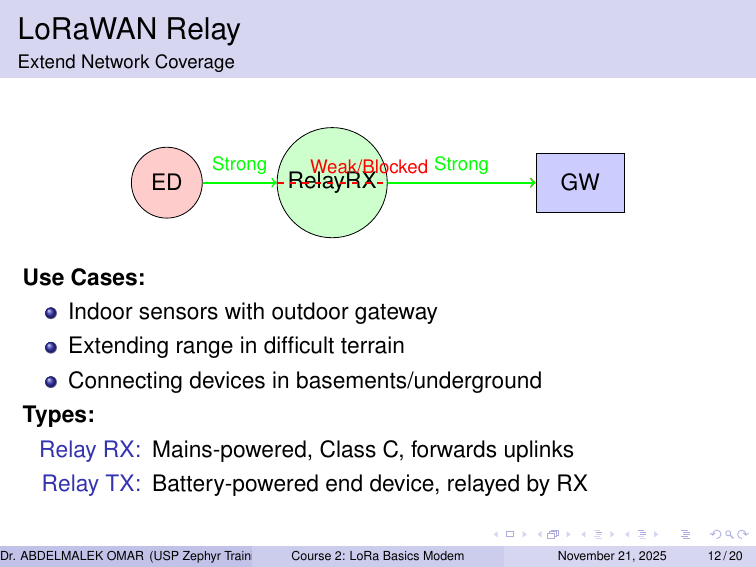 LoRaWAN Relay
Extend Network Coverage
ED
Strong
Weak/Blocked
RelayRX
Strong
GW
Use Cases:
Indoor sensors with outdoor gateway
Extending range in difficult terrain
Connecting devices in basements/underground
Types:
Relay RX: Mains-powered, Class C, forwards uplinks
Relay TX: Battery-powered end device, relayed by RX
Dr. ABDELMALEK OMAR (USP Zephyr Train
Course 2: LoRa Basics Modem
November 21, 2025
12 / 20